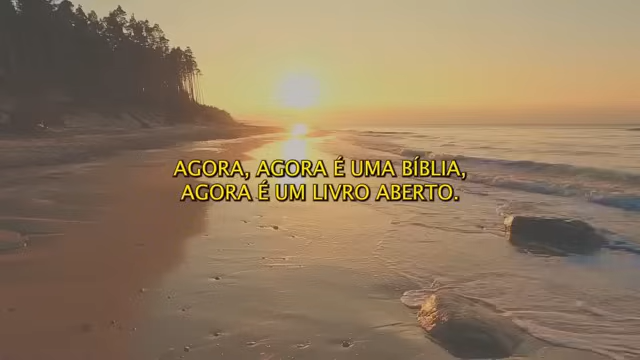 AGORA, AGORA É UMA BÍBLIA,
AGORA É UM LIVRO ABERTO.